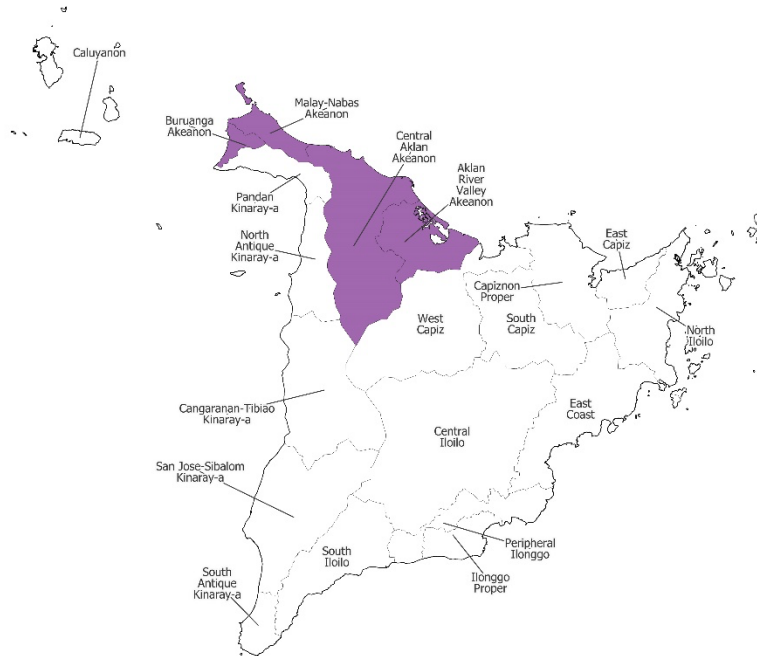 Caluyanon
Malay-Nabas
Akeanon
Buruanga
Akeanon
Central
Aklan
Akeanon
Aklan
River
Valley
Akeanon
Pandan
Kinaray-a
North
Antique
Kinaray-a
East
Capiz
Capiznon
Proper
West
Capiz
South
Capiz
North
Iloilo
Cangaranan-Tibiao
Kinaray-a
East
Coast
Central
Iloilo
San Jose-Sibalom
Kinaray-a
South
Iloilo
Peripheral
Ilonggo
Ilonggo
Proper
South
Antique
Kinaray-a